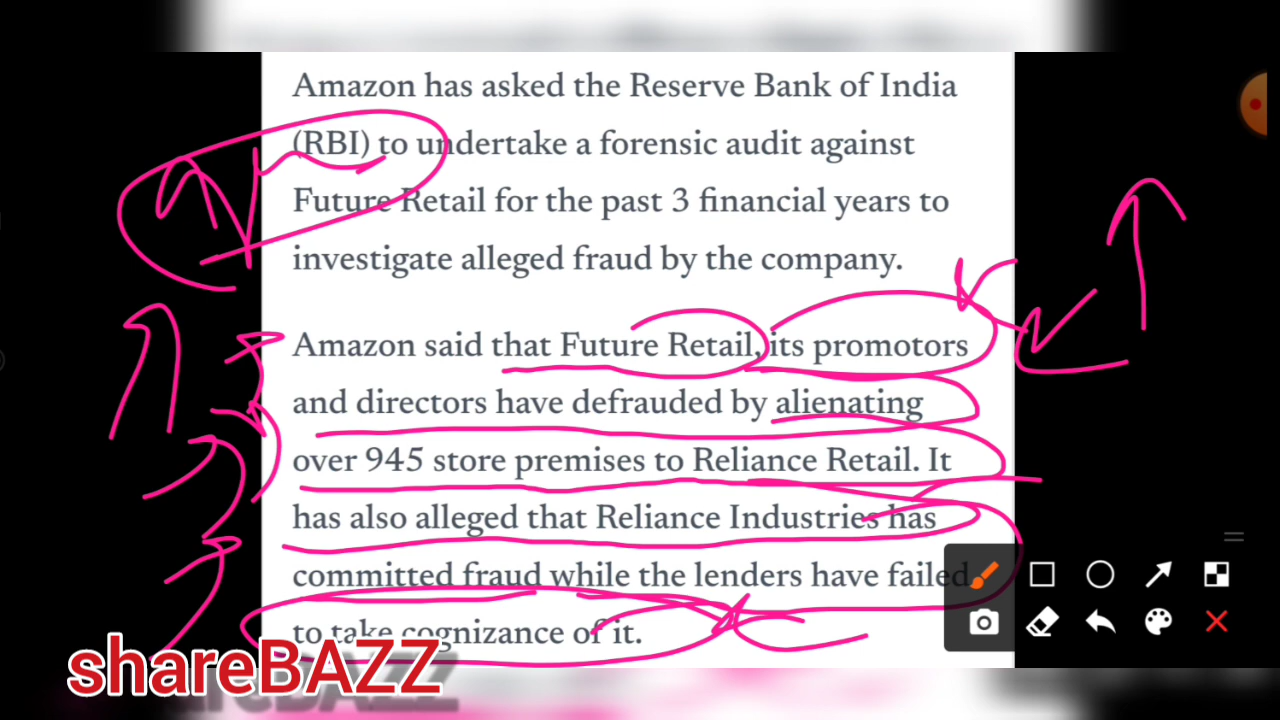 Amazon has asked the Reserve Bank of India
(RBI) to undertake a forensic audit against
Future Retail for the past 3 financial years to
investigate alleged fraud by the company.
Amazon said that Future Retail, its promotors
and directors have defrauded by alienating
over 945 store premises to Reliance Retail. It
has also alleged that Reliance Industries has
committed fraud while the lenders have failed
to take cognizance of it.
shareBAZZ